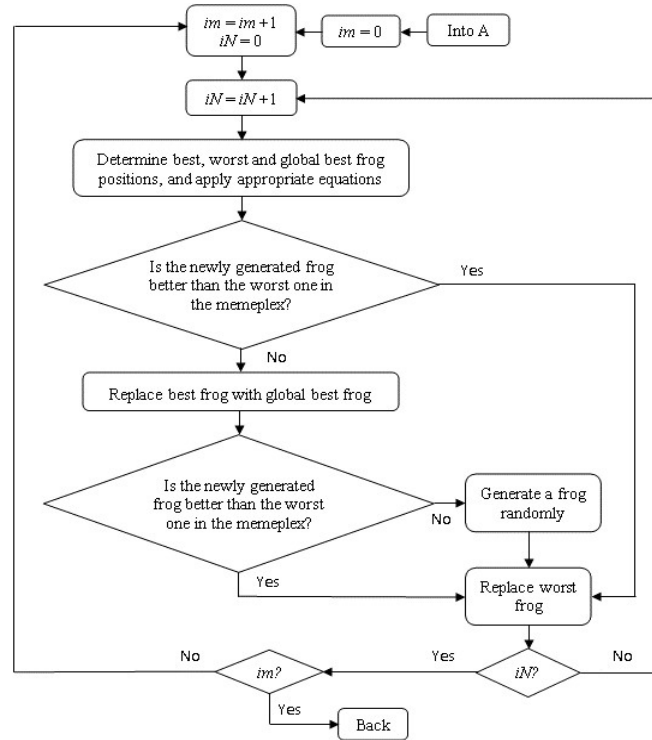 im = im + 1
iN = 0
im = 0
Into A
iN = iN + 1
Determine best, worst and global best frog
positions, and apply appropriate equations
Is the newly generated frog
better than the worst one in
the memeplex?
Yes
No
Replace best frog with global best frog
Is the newly generated
frog better than the worst
one in the memeplex?
No
Generate a frog
randomly
Yes
Replace worst
frog
No
im?
Yes
iN?
No
Yes
Back